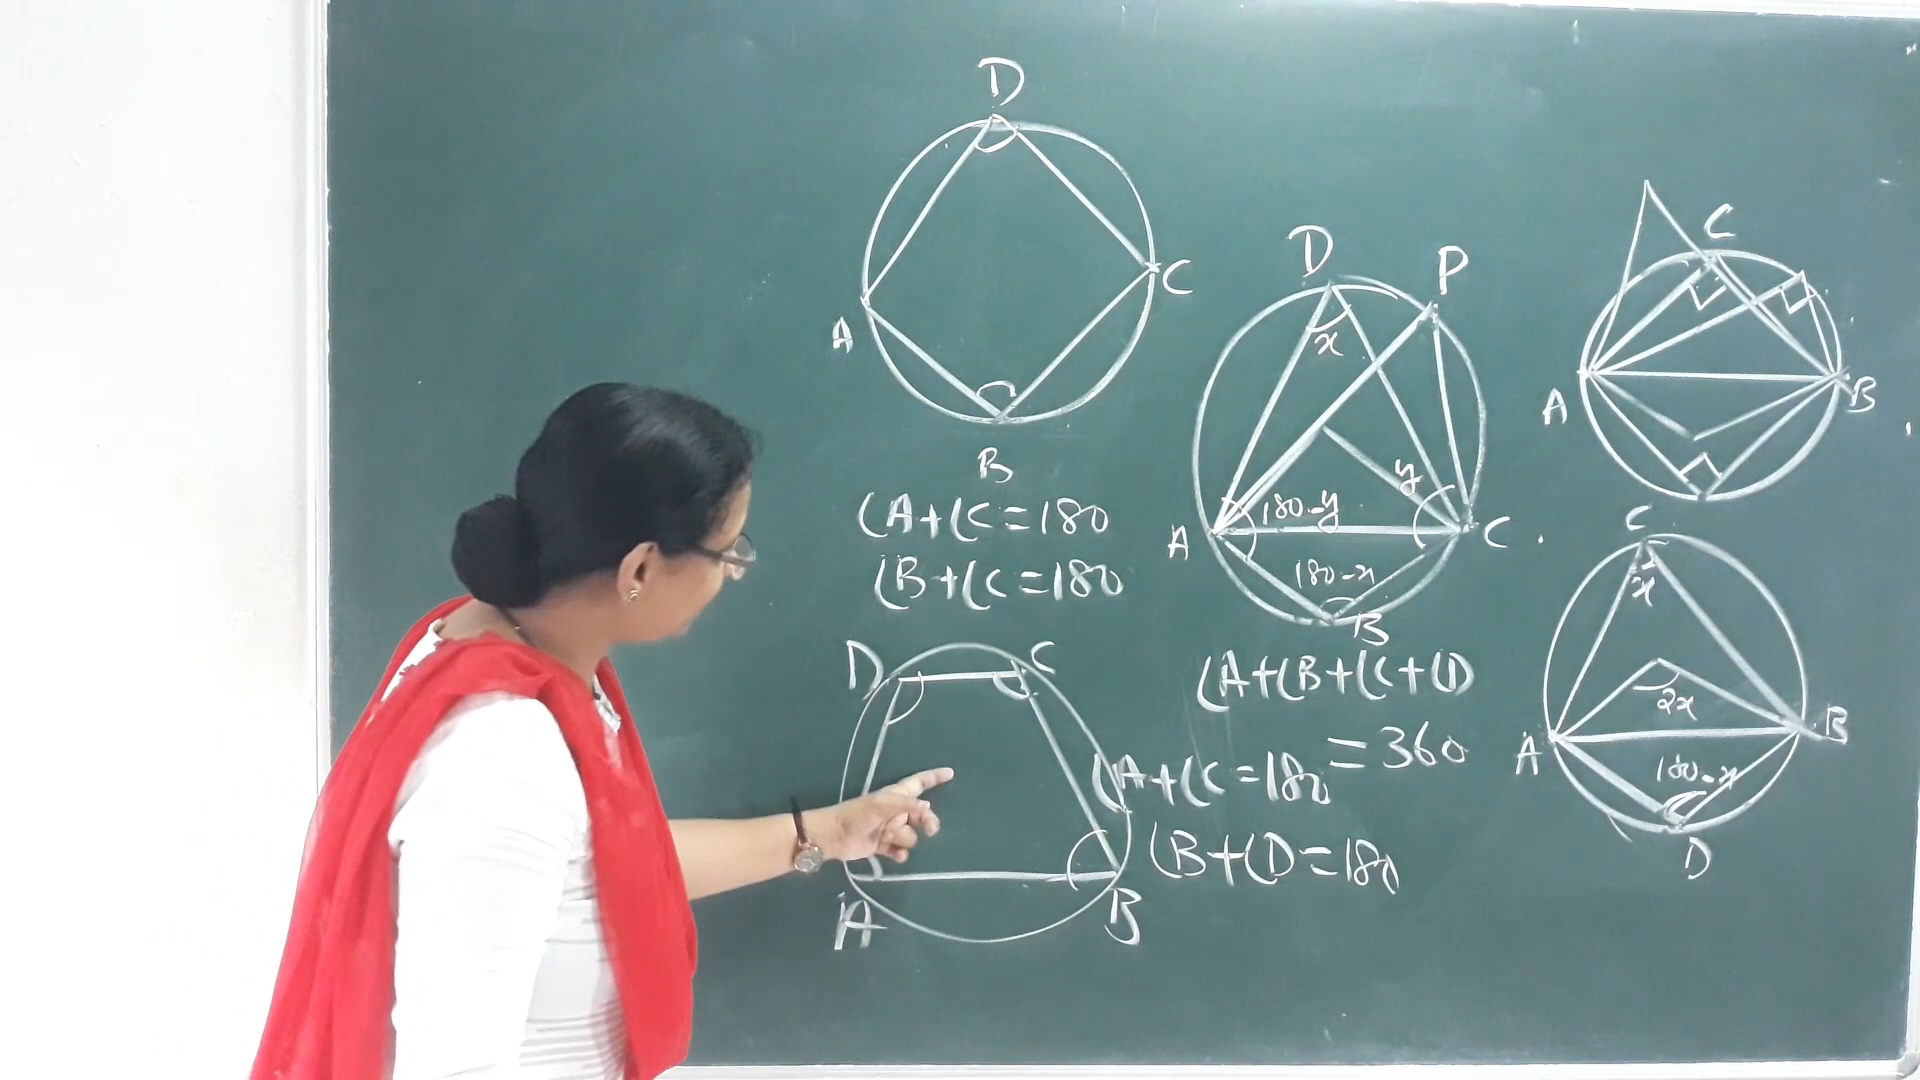 D
A
C
B
∠A+∠C=180
∠B+∠C=180
D
P
x
y
180-y
A
C
180-x
B
∠A+∠B+∠C+∠D
=360
C
A
B
C
x
2x
A
B
180-x
D
D
C
A
B
∠A+∠C=180
∠B+∠D=180